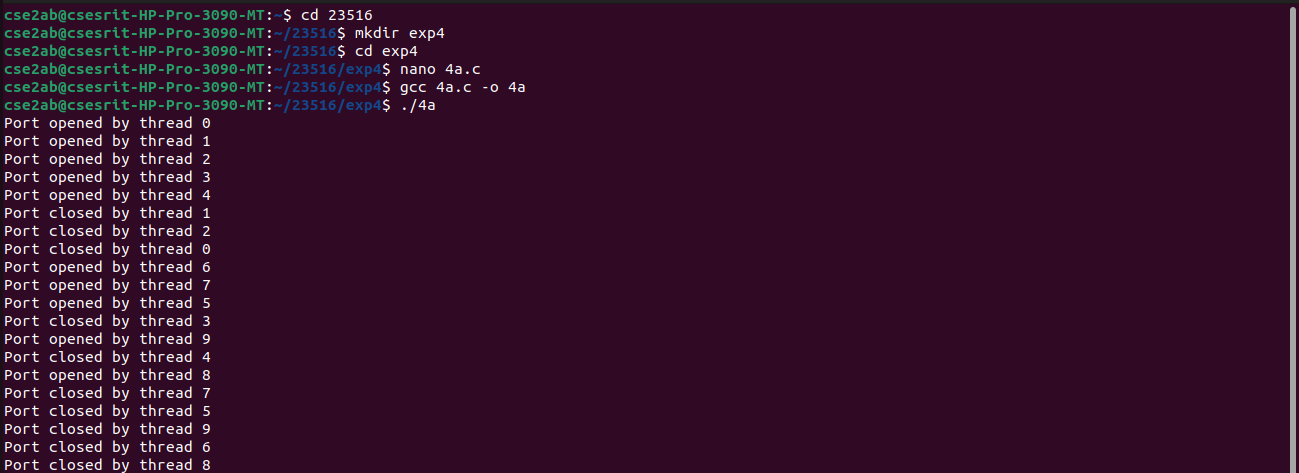 cse2ab@csesrit-HP-Pro-3090-MT:~$ cd 23516
cse2ab@csesrit-HP-Pro-3090-MT:~/23516$ mkdir exp4
cse2ab@csesrit-HP-Pro-3090-MT:~/23516$ cd exp4
cse2ab@csesrit-HP-Pro-3090-MT:~/23516/exp4$ nano 4a.c
cse2ab@csesrit-HP-Pro-3090-MT:~/23516/exp4$ gcc 4a.c -o 4a
cse2ab@csesrit-HP-Pro-3090-MT:~/23516/exp4$ ./4a
Port opened by thread 0
Port opened by thread 1
Port opened by thread 2
Port opened by thread 3
Port opened by thread 4
Port closed by thread 1
Port closed by thread 2
Port closed by thread 0
Port opened by thread 6
Port opened by thread 7
Port opened by thread 5
Port closed by thread 3
Port opened by thread 9
Port closed by thread 4
Port opened by thread 8
Port closed by thread 7
Port closed by thread 5
Port closed by thread 9
Port closed by thread 6
Port closed by thread 8